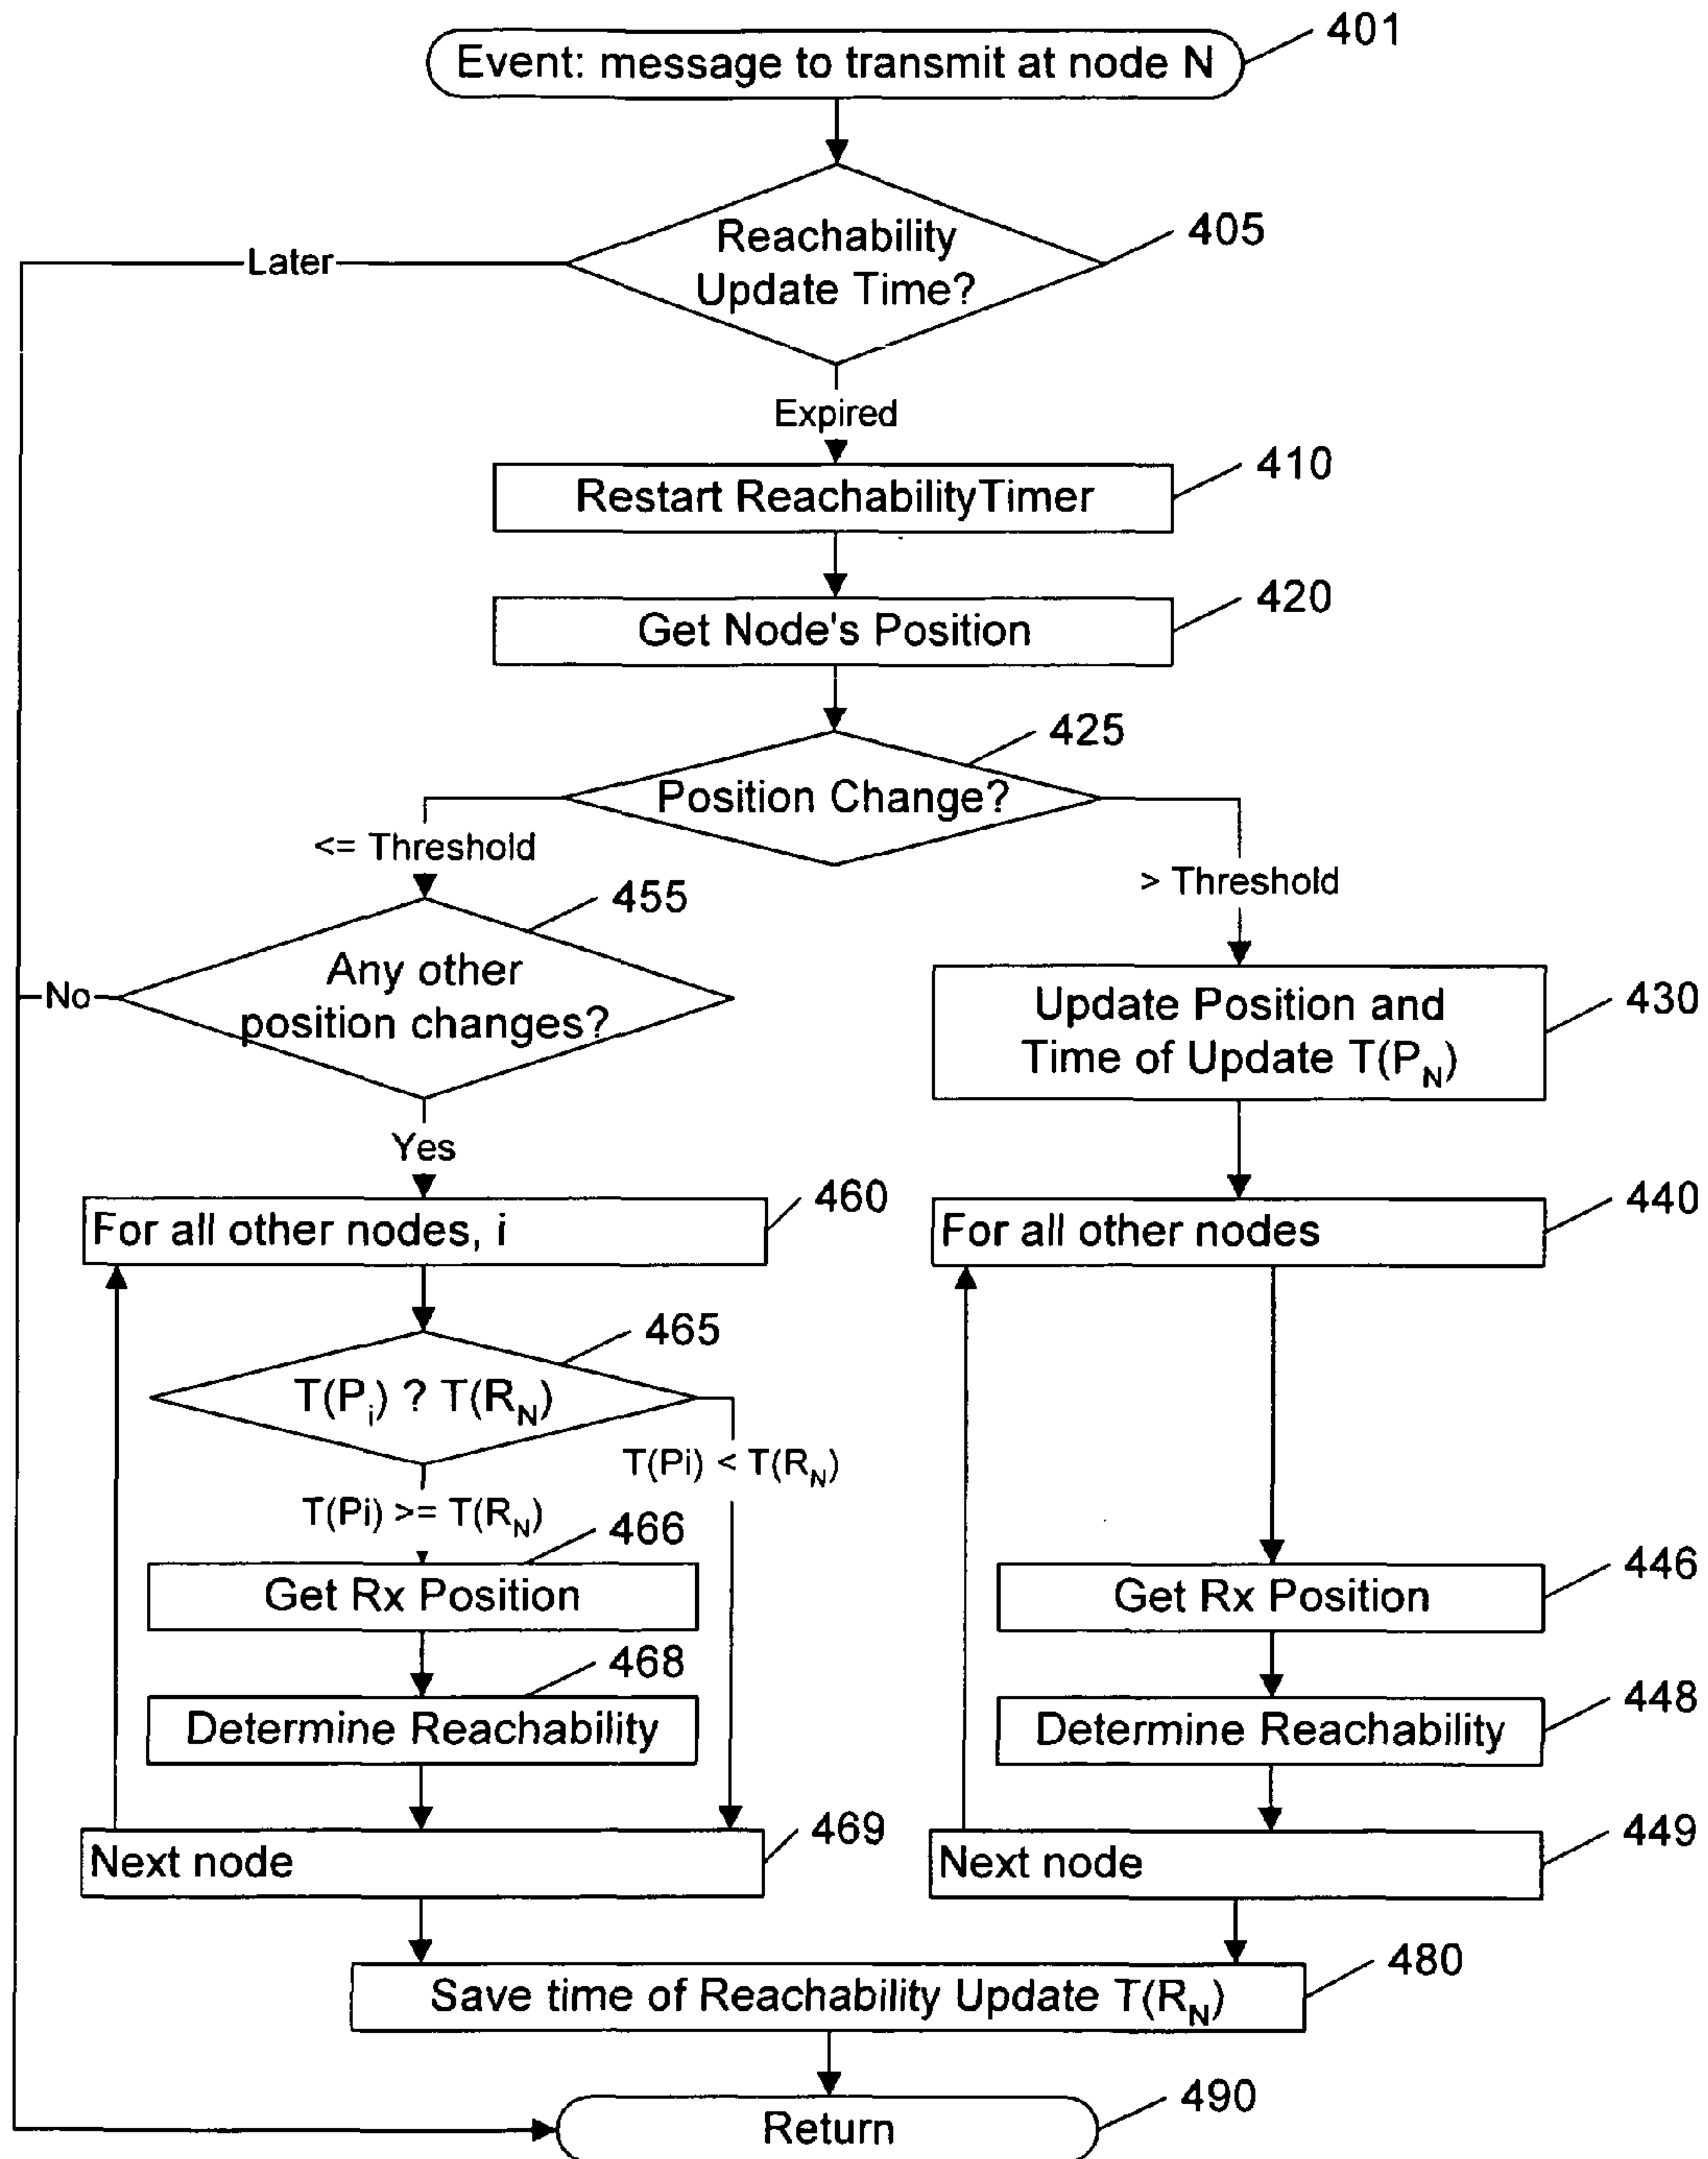 401
Event: message to transmit at node N
405
Reachability
Update Time?
Later
Expired
410
Restart ReachabilityTimer
420
Get Node's Position
425
Position Change?
<= Threshold
> Threshold
455
Any other
position changes?
No
Yes
430
Update Position and
Time of Update T(P_N)
460
For all other nodes, i
440
For all other nodes
465
T(P_i) ? T(R_N)
T(Pi) < T(R_N)
T(Pi) >= T(R_N)
466
Get Rx Position
446
Get Rx Position
468
Determine Reachability
448
Determine Reachability
469
Next node
449
Next node
480
Save time of Reachability Update T(R_N)
490
Return